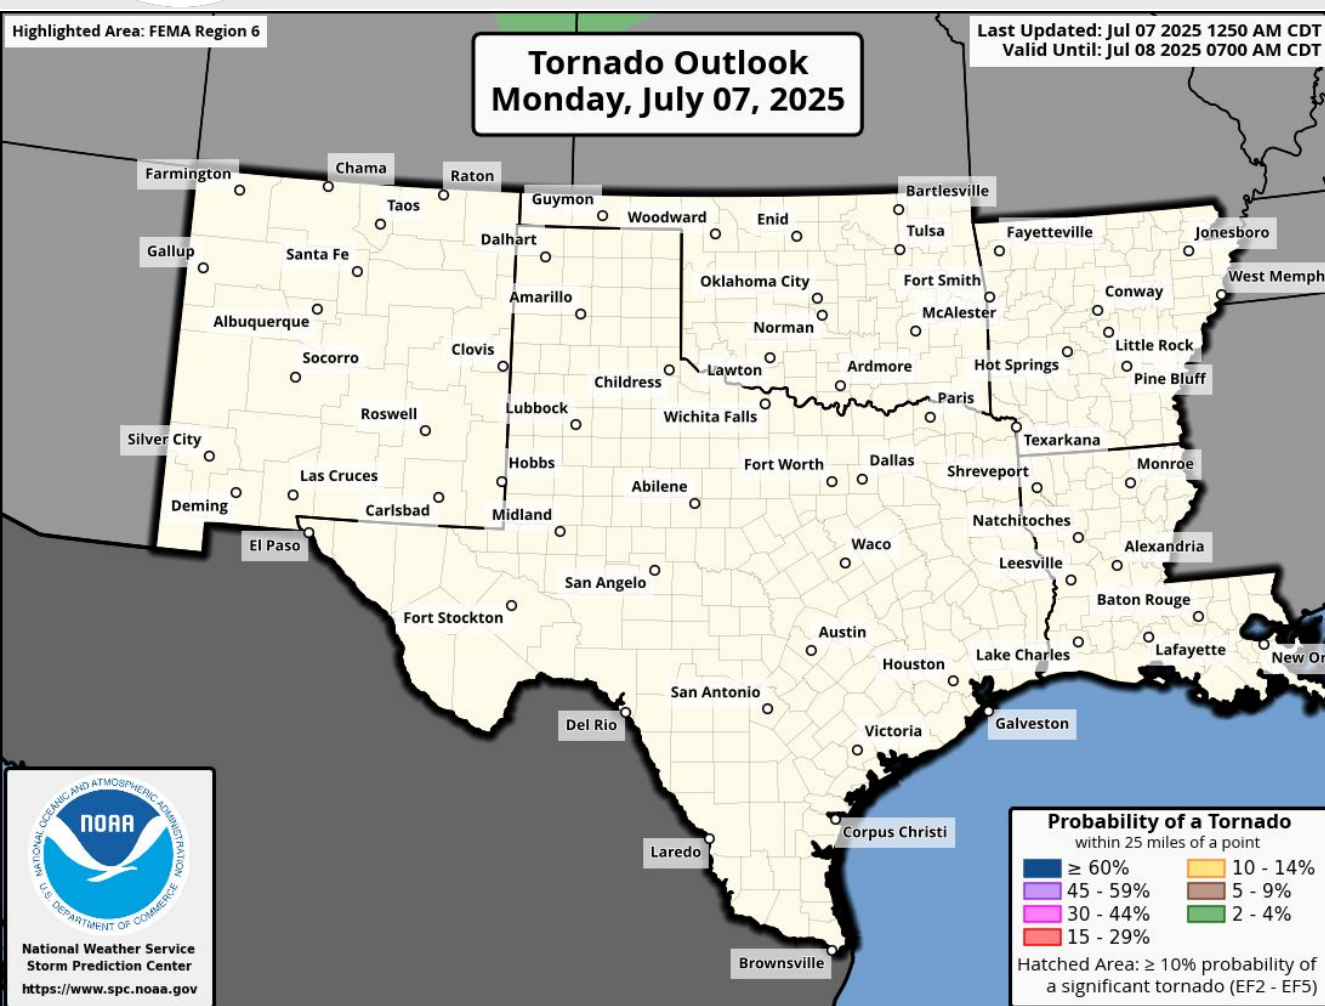 Highlighted Area: FEMA Region 6
Tornado Outlook
Monday, July 07, 2025
Last Updated: Jul 07 2025 1250 AM CDT
Valid Until: Jul 08 2025 0700 AM CDT
Farmington
Chama
Raton
Taos
Guymon
Woodward
Enid
Bartlesville
Tulsa
Fayetteville
Jonesboro
Gallup
Santa Fe
Dalhart
Oklahoma City
Fort Smith
West Memph
Conway
Amarillo
Albuquerque
Norman
McAlester
Little Rock
Socorro
Clovis
Childress
Lawton
Ardmore
Hot Springs
Pine Bluff
Roswell
Lubbock
Wichita Falls
Paris
Texarkana
Silver City
Las Cruces
Hobbs
Abilene
Fort Worth
Dallas
Shreveport
Monroe
Deming
Carlsbad
Midland
Natchitoches
El Paso
San Angelo
Waco
Leesville
Alexandria
Fort Stockton
Baton Rouge
Austin
Houston
Lake Charles
Lafayette
New Or
San Antonio
Del Rio
Victoria
Galveston
Laredo
Corpus Christi
Brownsville
NATIONAL OCEANIC AND ATMOSPHERIC ADMINISTRATION
NOAA
U.S. DEPARTMENT OF COMMERCE
National Weather Service
Storm Prediction Center
https://www.spc.noaa.gov
Probability of a Tornado
within 25 miles of a point
≥ 60%
45 - 59%
30 - 44%
15 - 29%
10 - 14%
5 - 9%
2 - 4%
Hatched Area: ≥ 10% probability of
a significant tornado (EF2 - EF5)